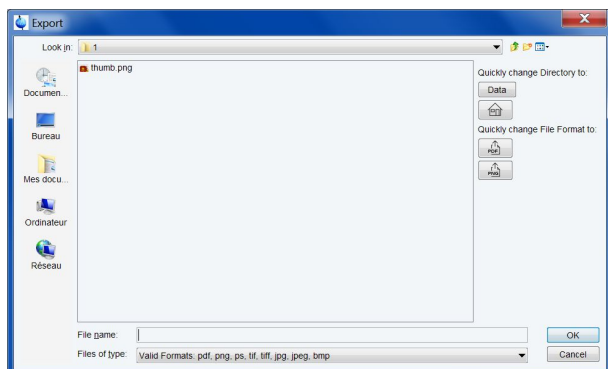 Export
Look in: 1
thumb.png
Documen...
Bureau
Mes docu...
Ordinateur
Réseau
Quickly change Directory to:
Data
Quickly change File Format to:
PDF
PNG
File name:
OK
Files of type: Valid Formats: pdf, png, ps, tif, tiff, jpg, jpeg, bmp
Cancel